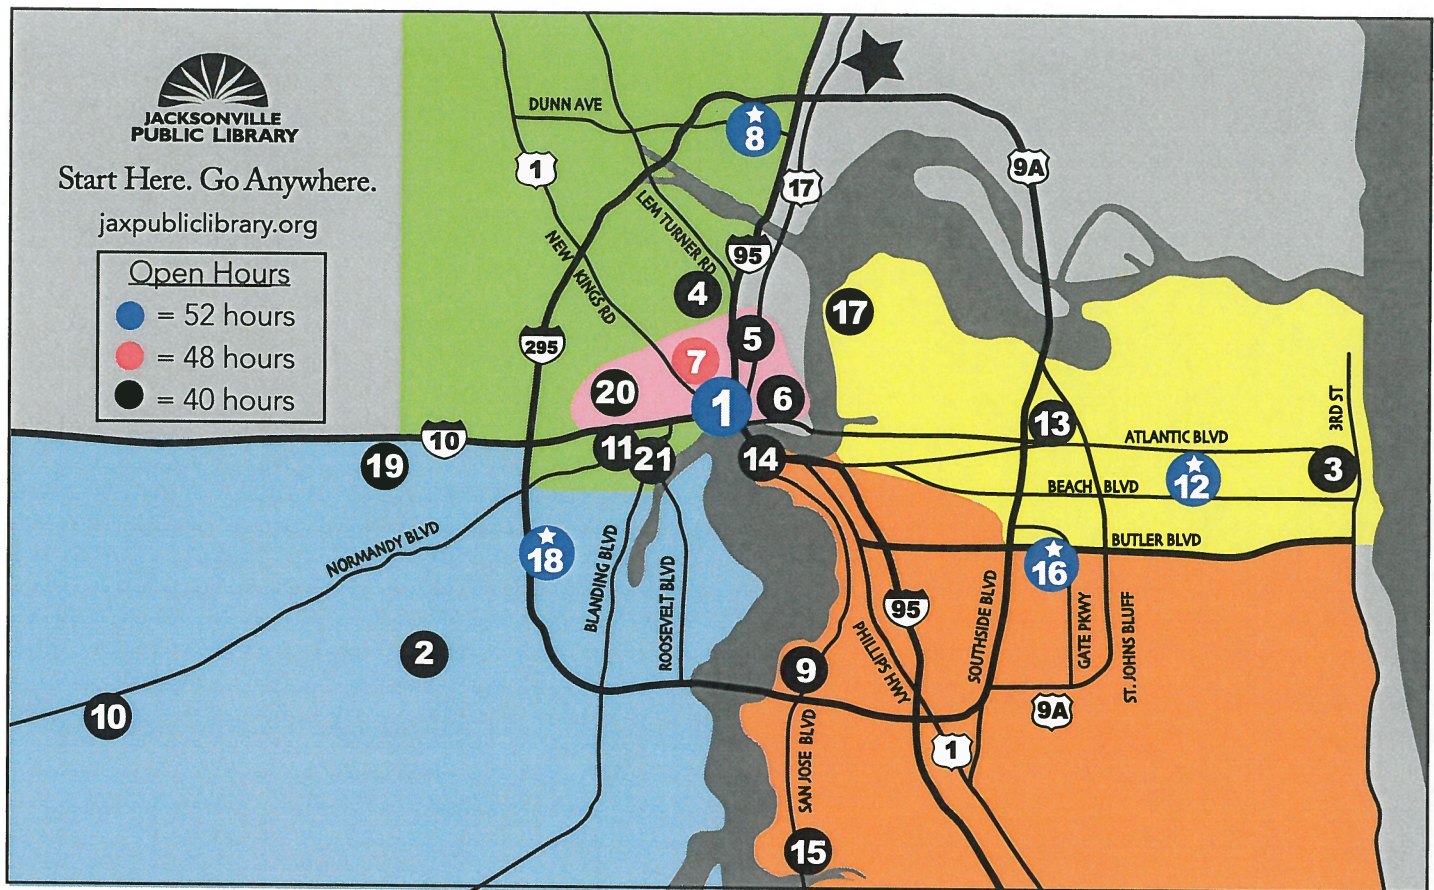 JACKSONVILLE
PUBLIC LIBRARY
Start Here. Go Anywhere.
jaxpubliclibrary.org
Open Hours
= 52 hours
= 48 hours
= 40 hours
DUNN AVE
8
1
9A
17
LEM TURNER RD
NEW KINGS RD
95
4
17
5
295
7
20
1
6
3RD ST
13
10
ATLANTIC BLVD
11
21
14
19
3
12
BEACH BLVD
NORMANDY BLVD
18
BUTLER BLVD
16
BLANDING BLVD
ROOSEVELT BLVD
95
SOUTHSIDE BLVD
GATE PKWY
ST. JOHNS BLUFF
PHILLIPS HWY
2
9
10
9A
SAN JOSE BLVD
1
15